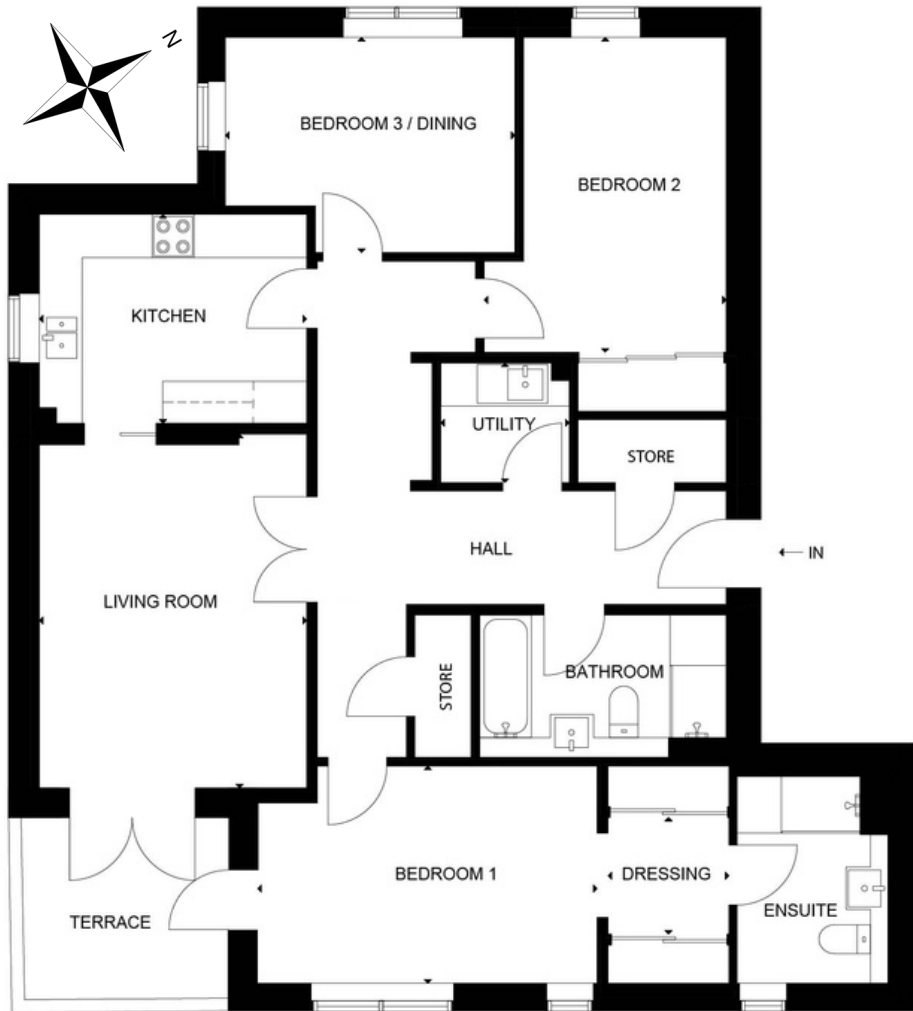 N
BEDROOM 3 / DINING
BEDROOM 2
KITCHEN
UTILITY
STORE
HALL
IN
LIVING ROOM
STORE
BATHROOM
BEDROOM 1
DRESSING
ENSUITE
TERRACE